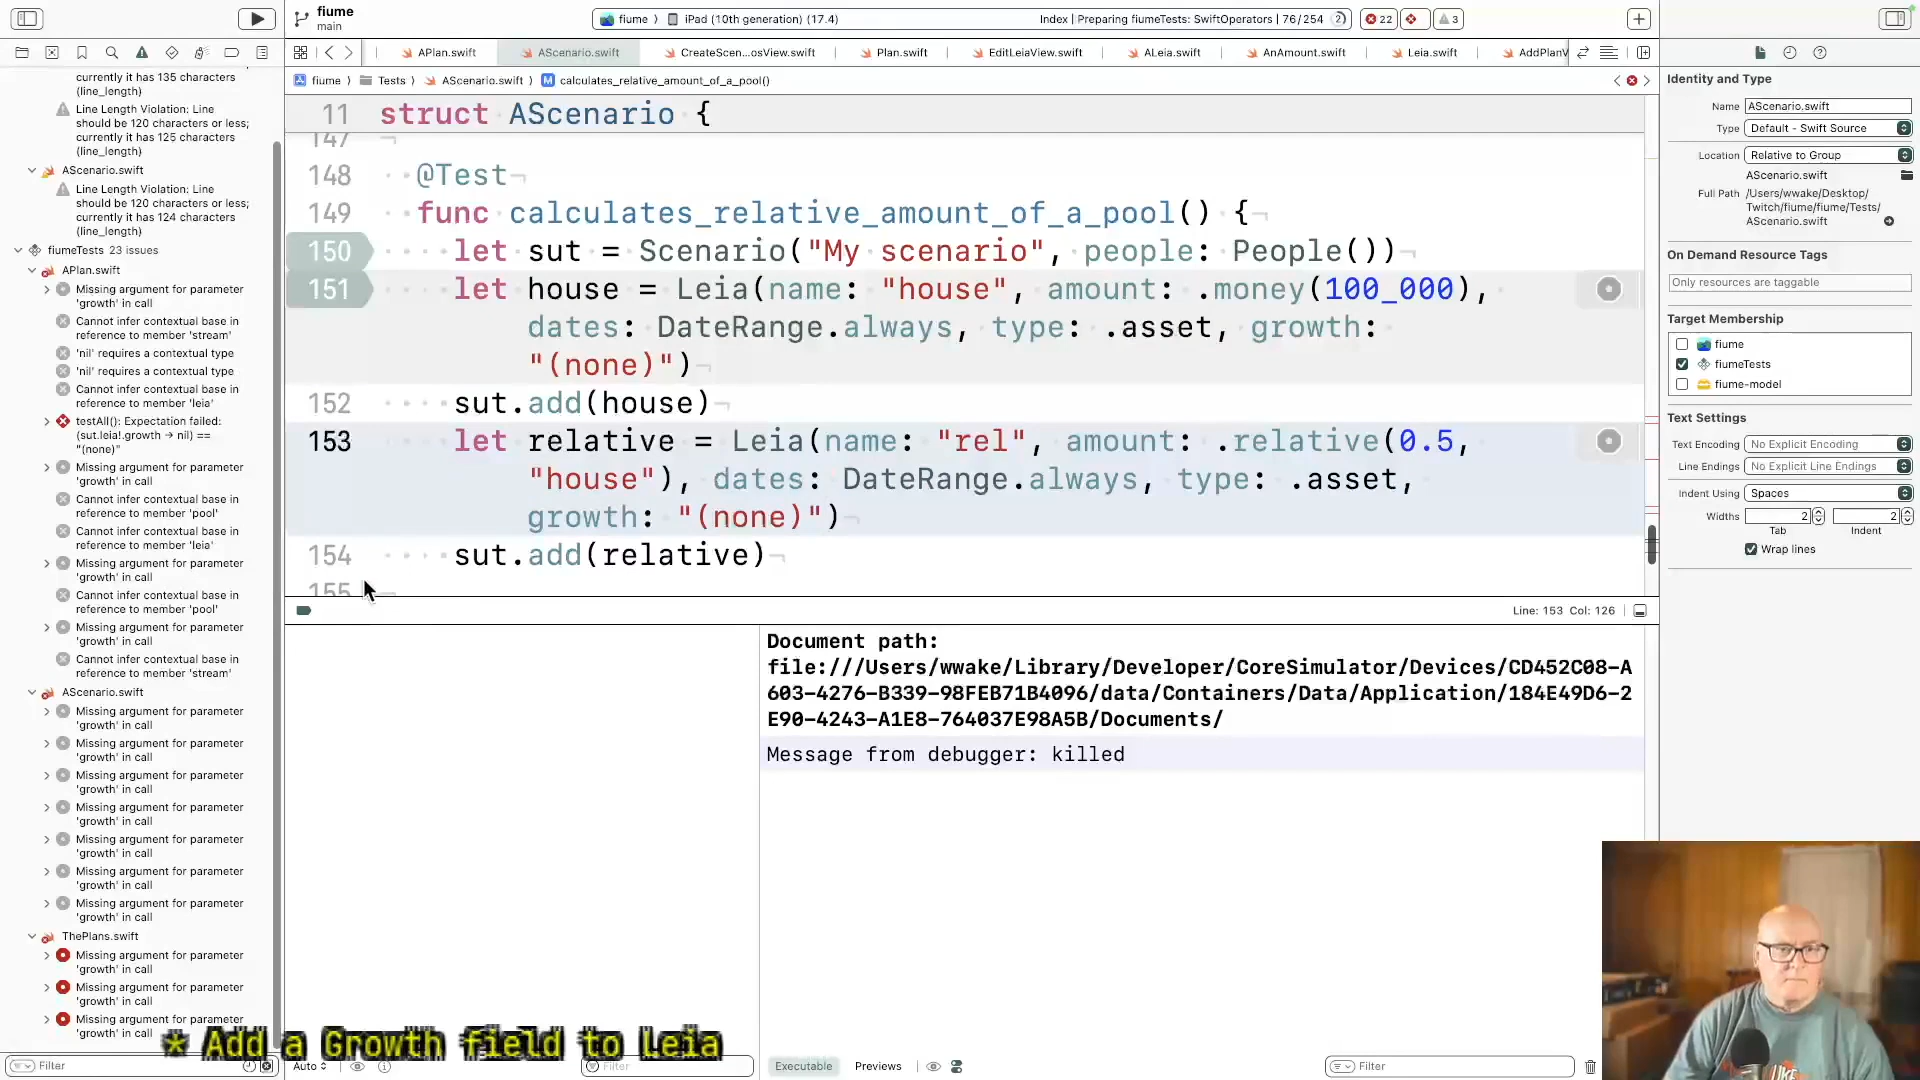 fiume
main
fiume 〉 iPad (10th generation) (17.4)
Index | Preparing fiumeTests: SwiftOperators | 76/254 2
22
3
APlan.swift
AScenario.swift
CreateScen...osView.swift
Plan.swift
EditLeiaView.swift
ALeia.swift
AnAmount.swift
Leia.swift
AddPlanV
fiume 〉 Tests 〉 AScenario.swift 〉 M calculates_relative_amount_of_a_pool()
currently it has 135 characters
(line_length)
Line Length Violation: Line
should be 120 characters or less;
currently it has 125 characters
(line_length)
AScenario.swift
Line Length Violation: Line
should be 120 characters or less;
currently it has 124 characters
(line_length)
fiumeTests 23 issues
APlan.swift
Missing argument for parameter
'growth' in call
Cannot infer contextual base in
reference to member 'stream'
'nil' requires a contextual type
'nil' requires a contextual type
Cannot infer contextual base in
reference to member 'leia'
testAll(): Expectation failed:
(sut.leia!.growth → nil) ==
"(none)"
Missing argument for parameter
'growth' in call
Cannot infer contextual base in
reference to member 'pool'
Cannot infer contextual base in
reference to member 'leia'
Missing argument for parameter
'growth' in call
Cannot infer contextual base in
reference to member 'pool'
Missing argument for parameter
'growth' in call
Cannot infer contextual base in
reference to member 'stream'
AScenario.swift
Missing argument for parameter
'growth' in call
Missing argument for parameter
'growth' in call
Missing argument for parameter
'growth' in call
Missing argument for parameter
'growth' in call
Missing argument for parameter
'growth' in call
Missing argument for parameter
'growth' in call
Missing argument for parameter
'growth' in call
ThePlans.swift
Missing argument for parameter
'growth' in call
Missing argument for parameter
'growth' in call
Missing argument for parameter
'growth' in call
Filter
11 struct AScenario {
147
148 @Test
149 func calculates_relative_amount_of_a_pool() {
150 let sut = Scenario("My scenario", people: People())
151 let house = Leia(name: "house", amount: .money(100_000),
dates: DateRange.always, type: .asset, growth:
"(none)")
152 sut.add(house)
153 let relative = Leia(name: "rel", amount: .relative(0.5,
"house"), dates: DateRange.always, type: .asset,
growth: "(none)")
154 sut.add(relative)
155
Line: 153 Col: 126
Document path:
file:///Users/wwake/Library/Developer/CoreSimulator/Devices/CD452C08-A
603-4276-B339-98FEB71B4096/data/Containers/Data/Application/184E49D6-2
E90-4243-A1E8-764037E98A5B/Documents/
Message from debugger: killed
* Add a Growth field to Leia
Auto
Filter
Executable
Previews
Filter
Identity and Type
Name AScenario.swift
Type Default - Swift Source
Location Relative to Group
AScenario.swift
Full Path /Users/wwake/Desktop/
Twitch/fiume/fiume/Tests/
AScenario.swift
On Demand Resource Tags
Only resources are taggable
Target Membership
fiume
fiumeTests
fiume-model
Text Settings
Text Encoding No Explicit Encoding
Line Endings No Explicit Line Endings
Indent Using Spaces
Widths 2 2
Tab Indent
Wrap lines